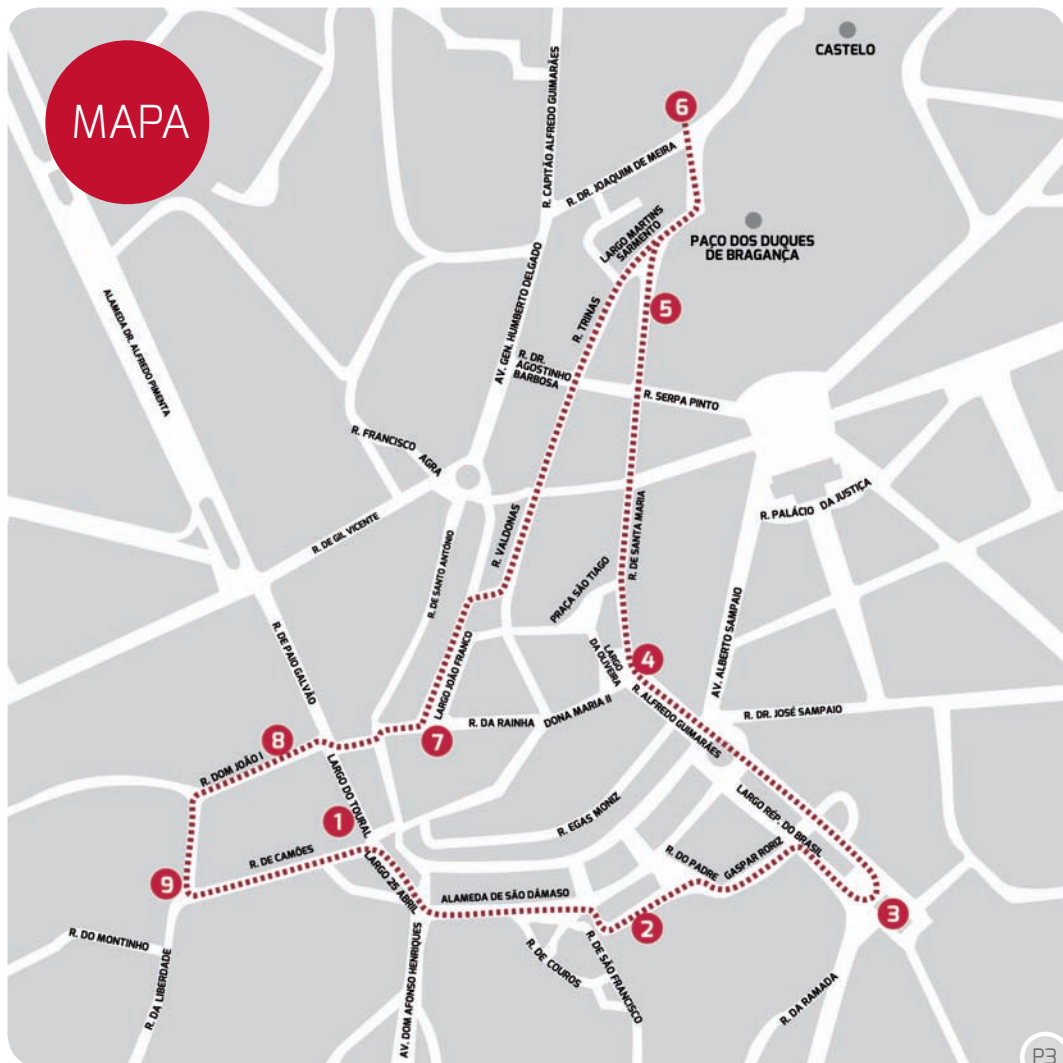 MAPA
CASTELO
6
R. CAPITÃO ALFREDO GUIMARÃES
R. DR. JOAQUIM DE MEIRA
LARGO MARTINS
SARMENTO
PAÇO DOS DUQUES
DE BRAGANÇA
ALAMEDA DR. ALFREDO PIMENTA
AV. GEN. HUMBERTO DELGADO
5
R. TRINAS
R. DR.
AGOSTINHO
BARBOSA
R. SERPA PINTO
R. FRANCISCO AGRA
R. DE GIL VICENTE
R. VALDONAS
R. DE SANTA MARIA
R. PALÁCIO DA JUSTIÇA
R. DE SANTO ANTÓNIO
PRAÇA SÃO TIAGO
R. DE PAIO GALVÃO
LARGO JOÃO FRANCO
LARGO
DA OLIVEIRA
4
AV. ALBERTO SAMPAIO
R. ALFREDO GUIMARÃES
R. DR. JOSÉ SAMPAIO
R. DA RAINHA DONA MARIA II
7
8
R. DOM JOÃO I
LARGO DO TOURAL
1
LARGO RÉP. DO BRASIL
R. EGAS MONIZ
R. DE CAMÕES
LARGO 25 ABRIL
R. DO PADRE GASPAR RORIZ
9
ALAMEDA DE SÃO DÂMASO
2
3
R. DO MONTINHO
R. DA LIBERDADE
AV. DOM AFONSO HENRIQUES
R. DE COUROS
R. DE SÃO FRANCISCO
R. DA RAMADA
P3